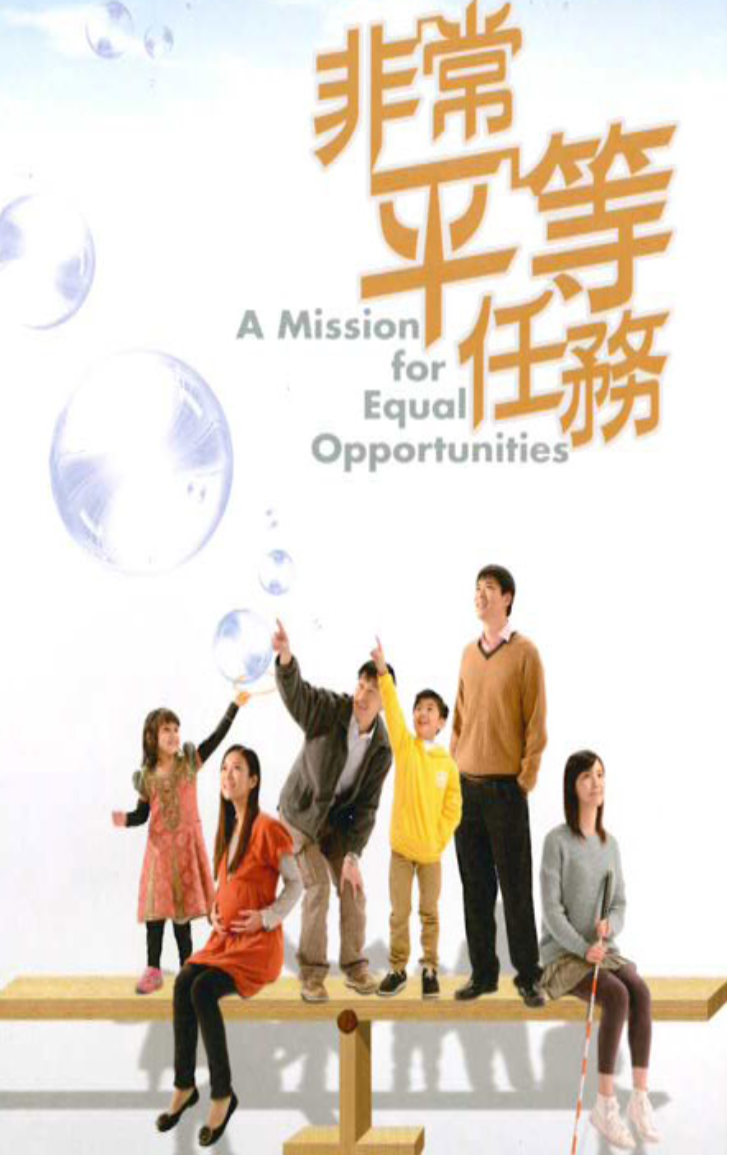 非常
平等
任務
A Mission
for
Equal
Opportunities